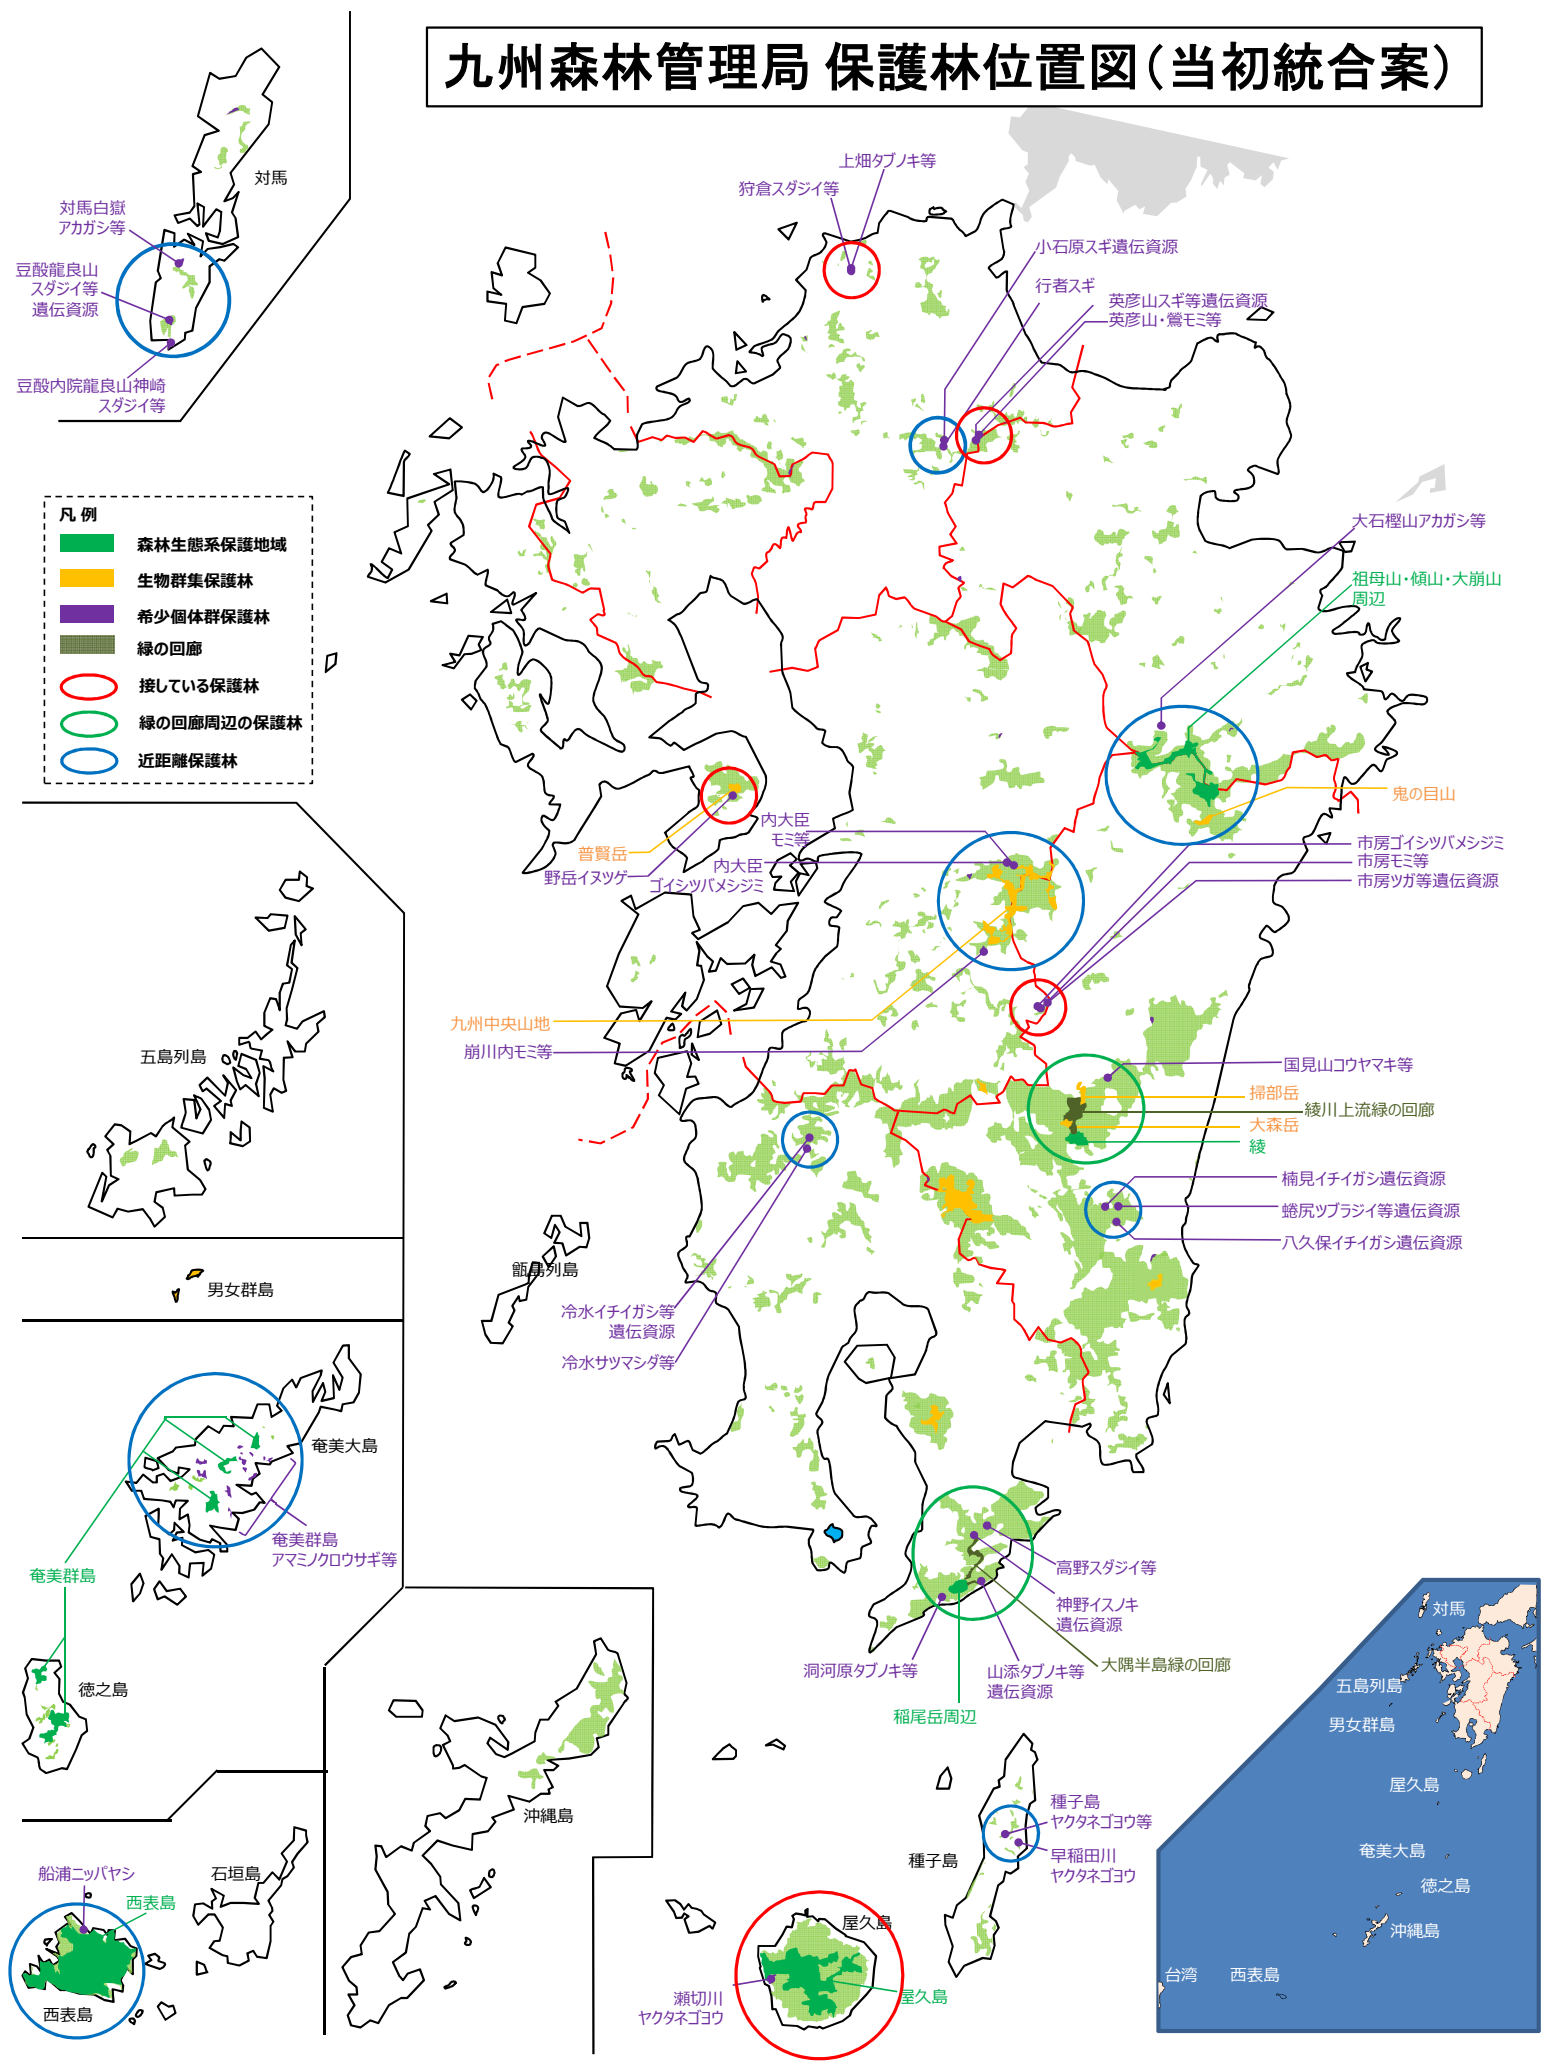 九州森林管理局 保護林位置図（当初統合案）
対馬
対馬白嶽
アカガシ等
豆酘龍良山
スダジイ等
遺伝資源
豆酘内院龍良山神崎
スダジイ等
上畑タブノキ等
狩倉スダジイ等
小石原スギ遺伝資源
行者スギ
英彦山スギ等遺伝資源
英彦山・鶯モミ等
凡 例
森林生態系保護地域
生物群集保護林
希少個体群保護林
緑の回廊
接している保護林
緑の回廊周辺の保護林
近距離保護林
大石樫山アカガシ等
祖母山・傾山・大崩山
周辺
鬼の目山
市房ゴイシツバメシジミ
市房モミ等
市房ツガ等遺伝資源
内大臣
モミ等
内大臣
ゴイシツバメシジミ
普賢岳
野岳イヌツゲ
九州中央山地
崩川内モミ等
国見山コウヤマキ等
掃部岳
綾川上流緑の回廊
大森岳
綾
楠見イチイガシ遺伝資源
蜷尻ツブラジイ等遺伝資源
八久保イチイガシ遺伝資源
五島列島
男女群島
甑島列島
冷水イチイガシ等
遺伝資源
冷水サツマシダ等
奄美大島
奄美群島
アマミノクロウサギ等
奄美群島
徳之島
高野スダジイ等
神野イスノキ
遺伝資源
大隅半島緑の回廊
洞河原タブノキ等
山添タブノキ等
遺伝資源
稲尾岳周辺
沖縄島
種子島
ヤクタネゴヨウ等
早稲田川
ヤクタネゴヨウ
種子島
船浦ニッパヤシ
西表島
石垣島
西表島
屋久島
瀬切川
ヤクタネゴヨウ
屋久島
対馬
五島列島
男女群島
屋久島
奄美大島
徳之島
沖縄島
台湾
西表島